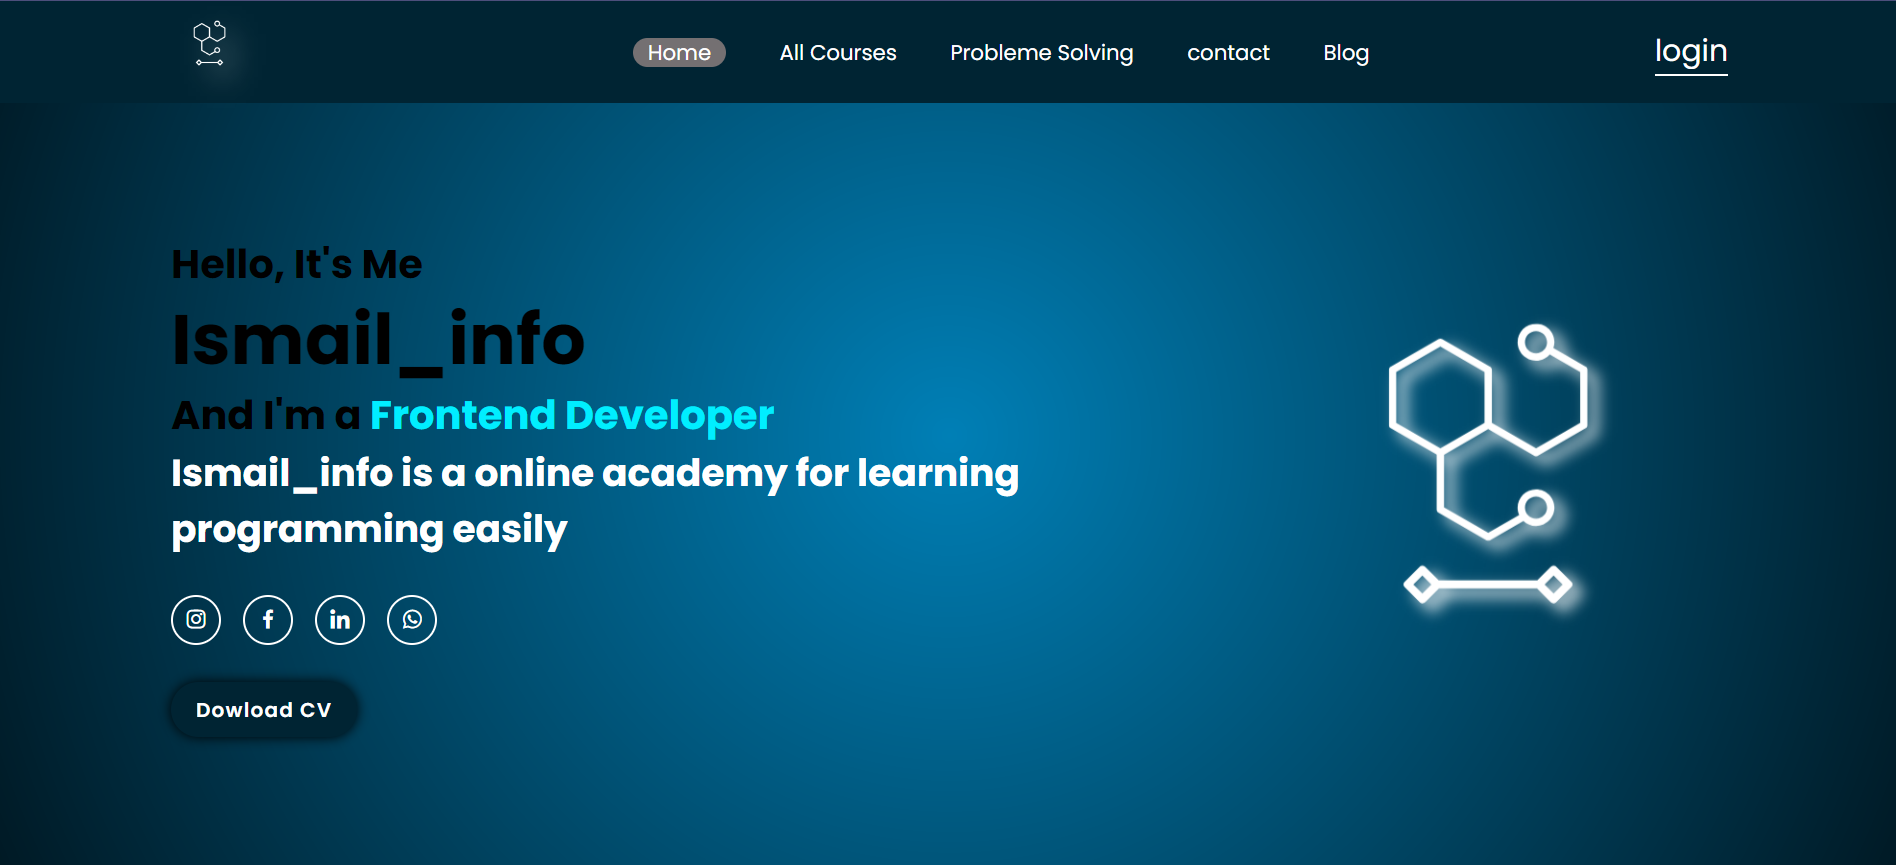 Home
All Courses
Probleme Solving
contact
Blog
login
Hello, It's Me
Ismail_info
And I'm a Frontend Developer
Ismail_info is a online academy for learning
programming easily
Dowload CV